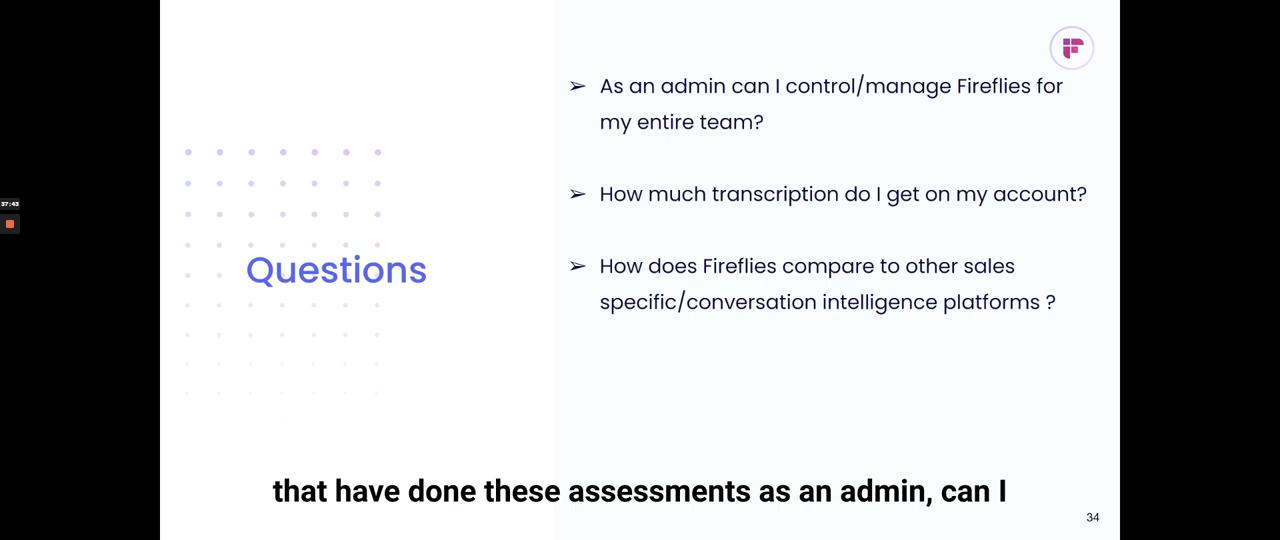 ➢ As an admin can I control/manage Fireflies for
my entire team?
➢ How much transcription do I get on my account?
37:43
Questions
➢ How does Fireflies compare to other sales
specific/conversation intelligence platforms ?
that have done these assessments as an admin, can I
34